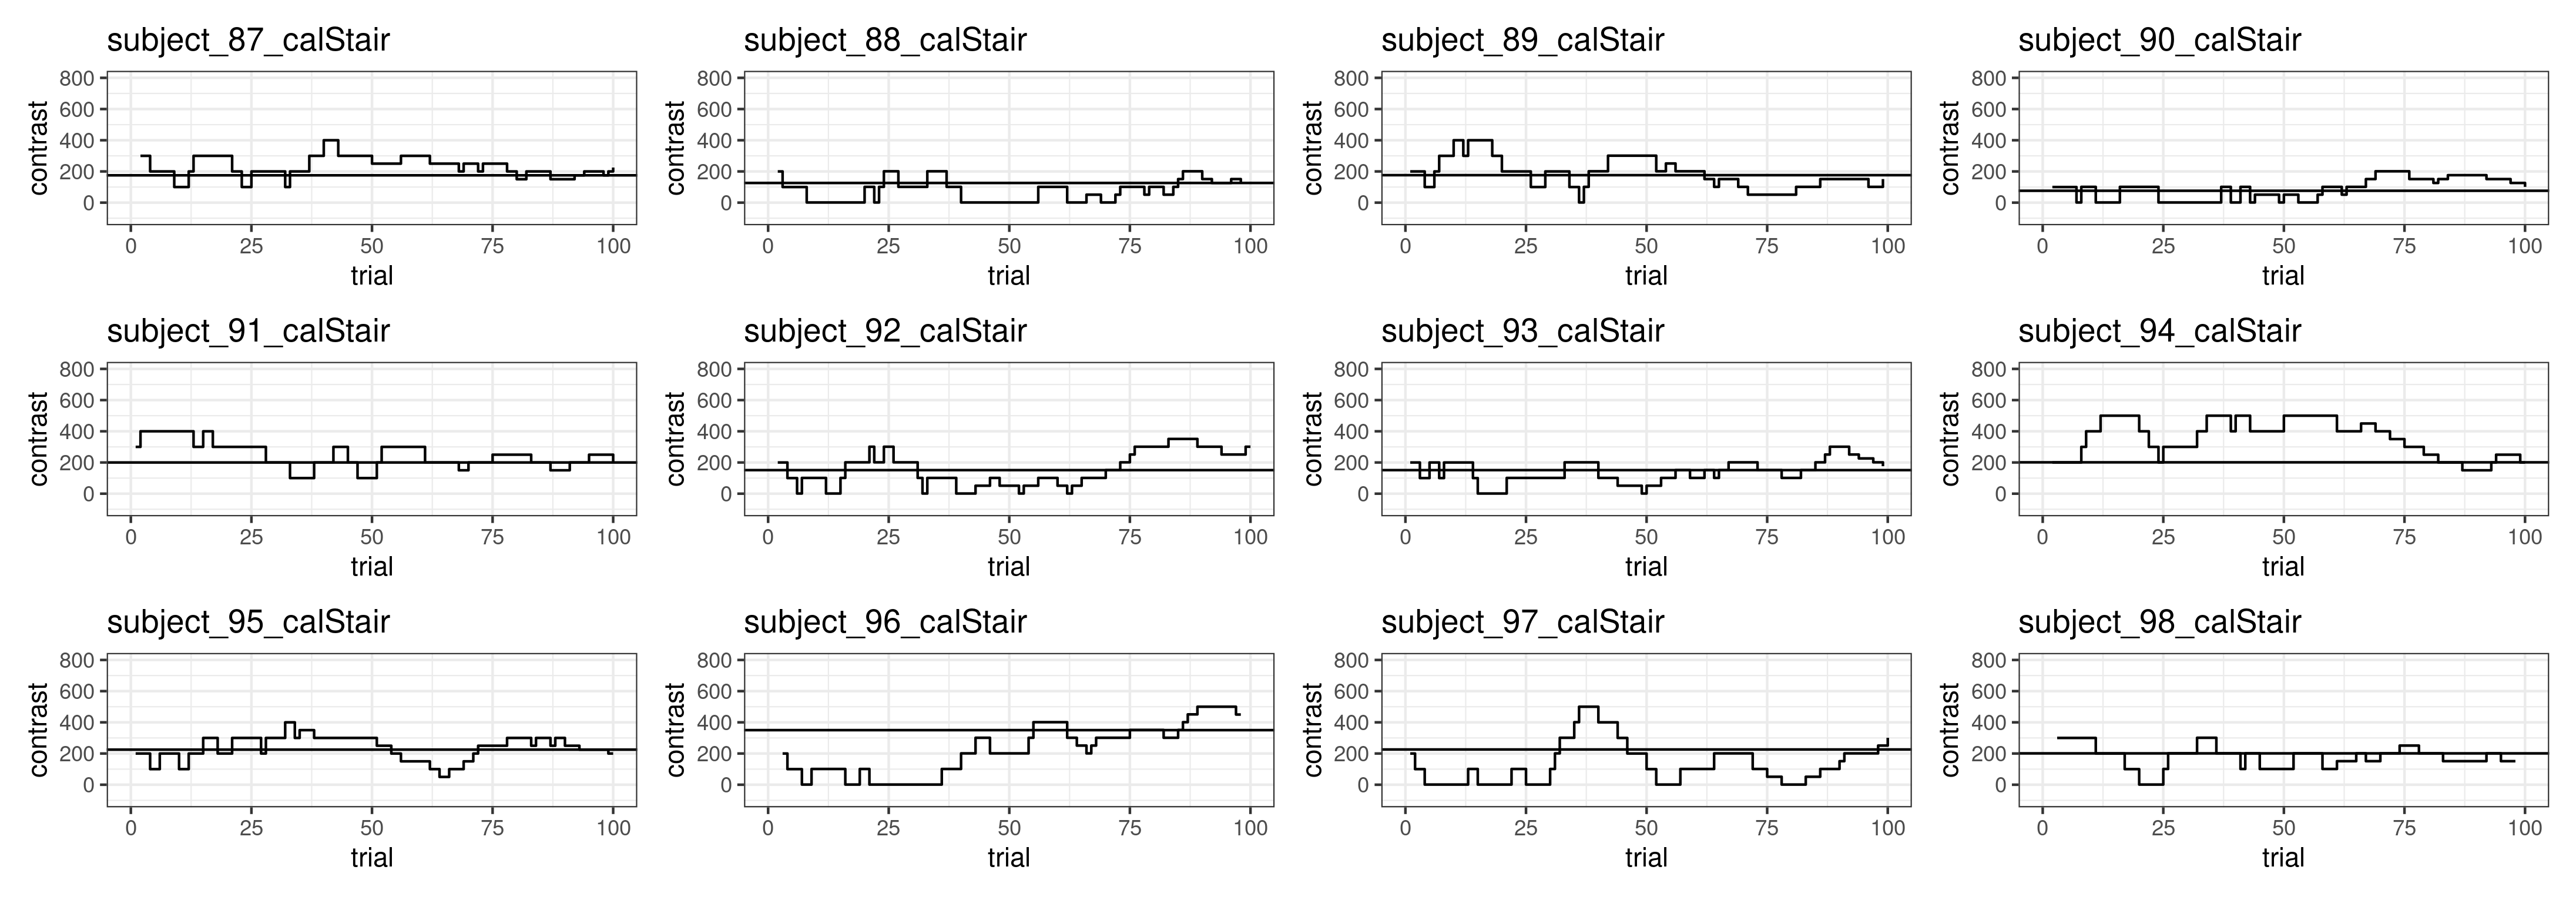 subject_87_calStair
subject_88_calStair
subject_89_calStair
subject_90_calStair
800
600
400
200
0
contrast
0 25 50 75 100
trial
800
600
400
200
0
contrast
0 25 50 75 100
trial
800
600
400
200
0
contrast
0 25 50 75 100
trial
800
600
400
200
0
contrast
0 25 50 75 100
trial
subject_91_calStair
subject_92_calStair
subject_93_calStair
subject_94_calStair
800
600
400
200
0
contrast
0 25 50 75 100
trial
800
600
400
200
0
contrast
0 25 50 75 100
trial
800
600
400
200
0
contrast
0 25 50 75 100
trial
800
600
400
200
0
contrast
0 25 50 75 100
trial
subject_95_calStair
subject_96_calStair
subject_97_calStair
subject_98_calStair
800
600
400
200
0
contrast
0 25 50 75 100
trial
800
600
400
200
0
contrast
0 25 50 75 100
trial
800
600
400
200
0
contrast
0 25 50 75 100
trial
800
600
400
200
0
contrast
0 25 50 75 100
trial